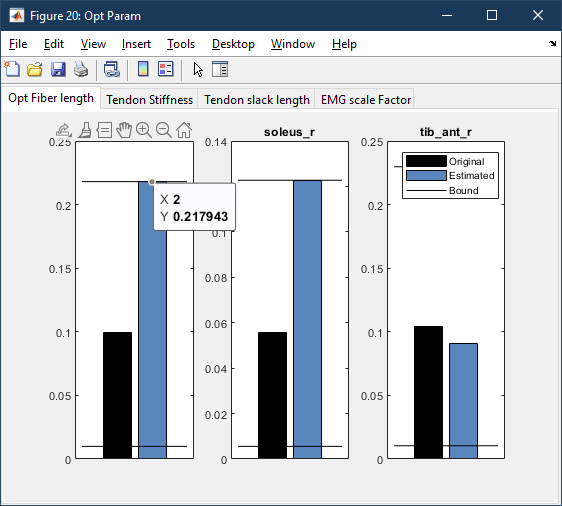 Figure 20: Opt Param
File Edit View Insert Tools Desktop Window Help
Opt Fiber length Tendon Stiffness Tendon slack length EMG scale Factor
soleus_r tib_ant_r
0.25 0.14 0.25
Original
Estimated
Bound
0.2 0.2
X 2
Y 0.217943
0.1
0.15 0.08 0.15
0.1 0.06 0.1
0.04
0.05 0.05
0.02
0 0 0